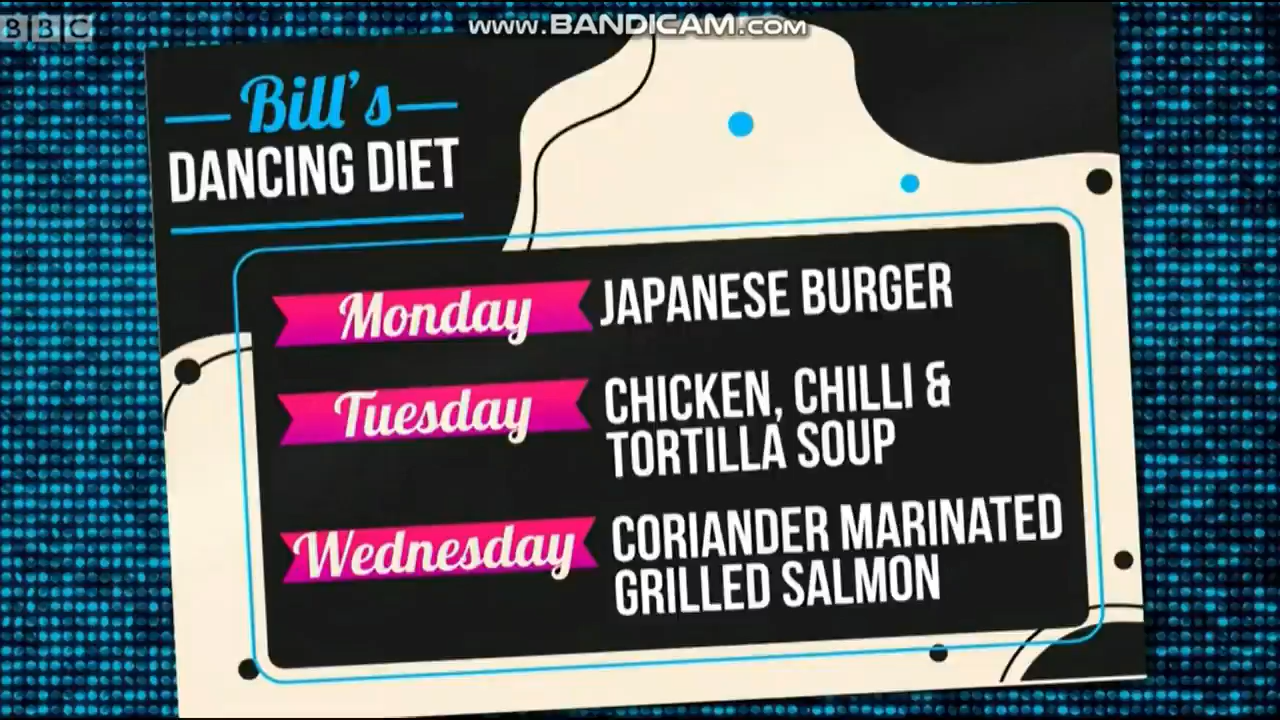 BBC
www.BANDICAM.com
Bill's
DANCING DIET
Monday
JAPANESE BURGER
Tuesday
CHICKEN, CHILLI &
TORTILLA SOUP
Wednesday
CORIANDER MARINATED
GRILLED SALMON